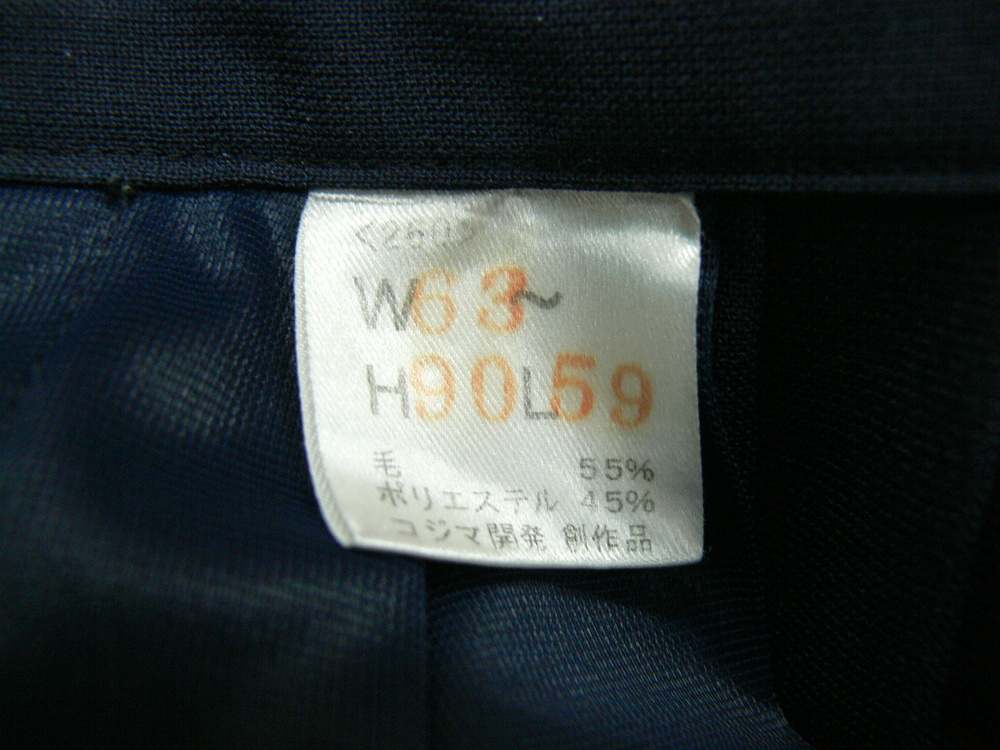 W63~
H90L59
毛 55%
ポリエステル 45%
コジマ開発 創作品